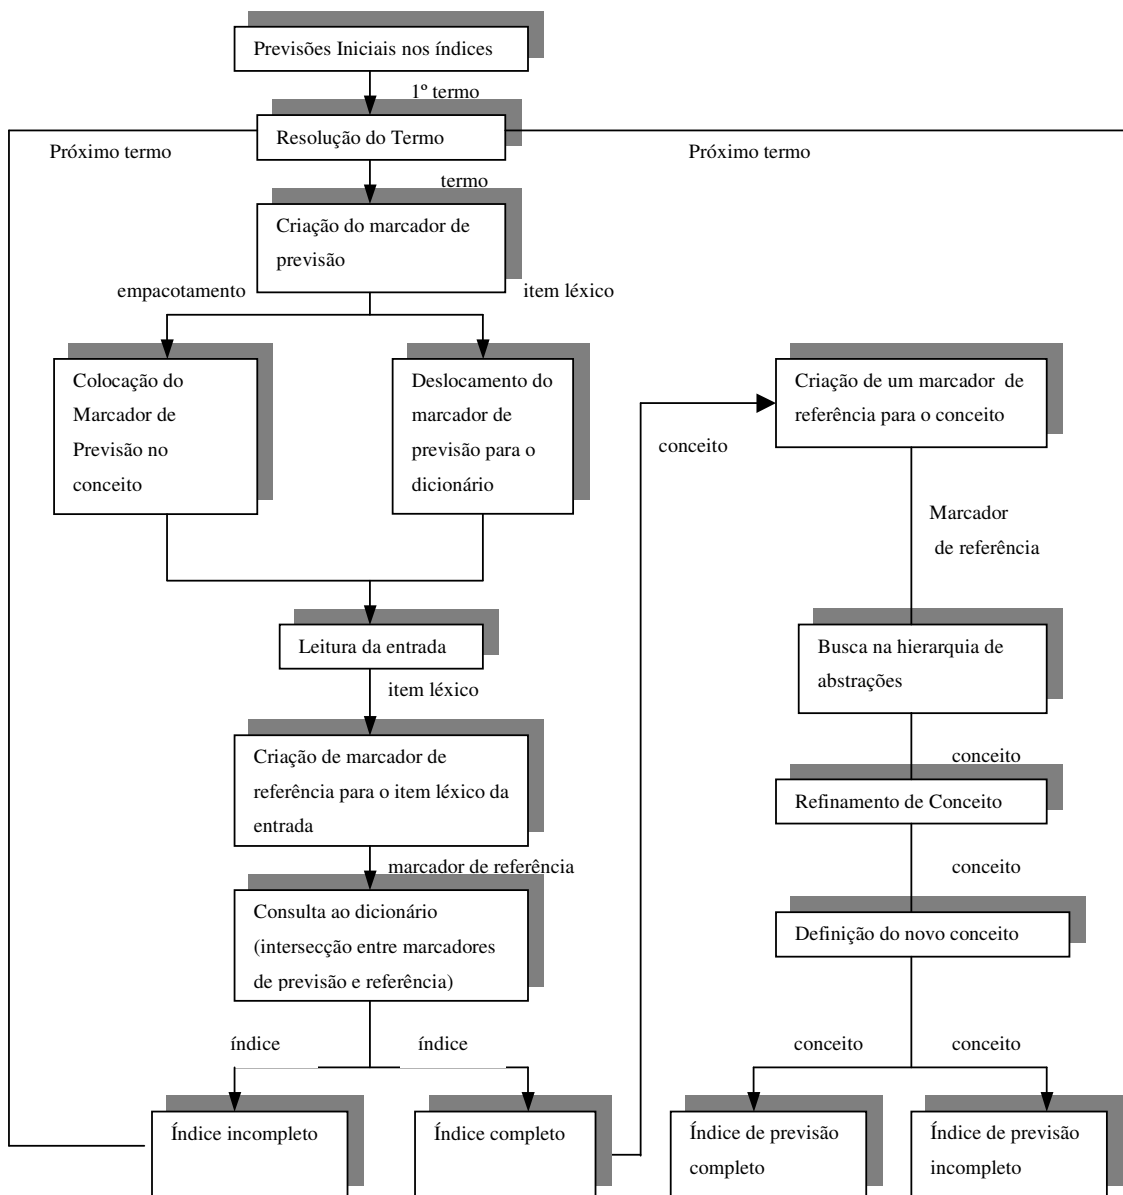 Previsões Iniciais nos índices
1º termo
Resolução do Termo
Próximo termo
Próximo termo
termo
Criação do marcador de
previsão
empacotamento
item léxico
Colocação do
Marcador de
Previsão no
conceito
Deslocamento do
marcador de
previsão para o
dicionário
Leitura da entrada
item léxico
Criação de marcador de
referência para o item léxico da
entrada
marcador de referência
Consulta ao dicionário
(intersecção entre marcadores
de previsão e referência)
índice
índice
Índice incompleto
Índice completo
conceito
Criação de um marcador de
referência para o conceito
Marcador
de referência
Busca na hierarquia de
abstrações
conceito
Refinamento de Conceito
conceito
Definição do novo conceito
conceito
conceito
Índice de previsão
completo
Índice de previsão
incompleto